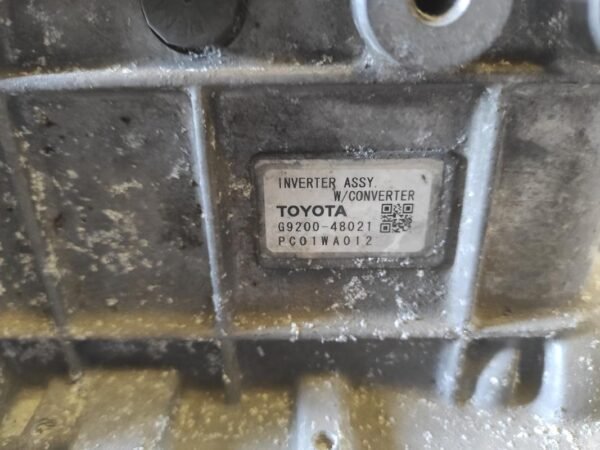 INVERTER ASSY.
W/CONVERTER
TOYOTA
G9200-48021
PC01WA012